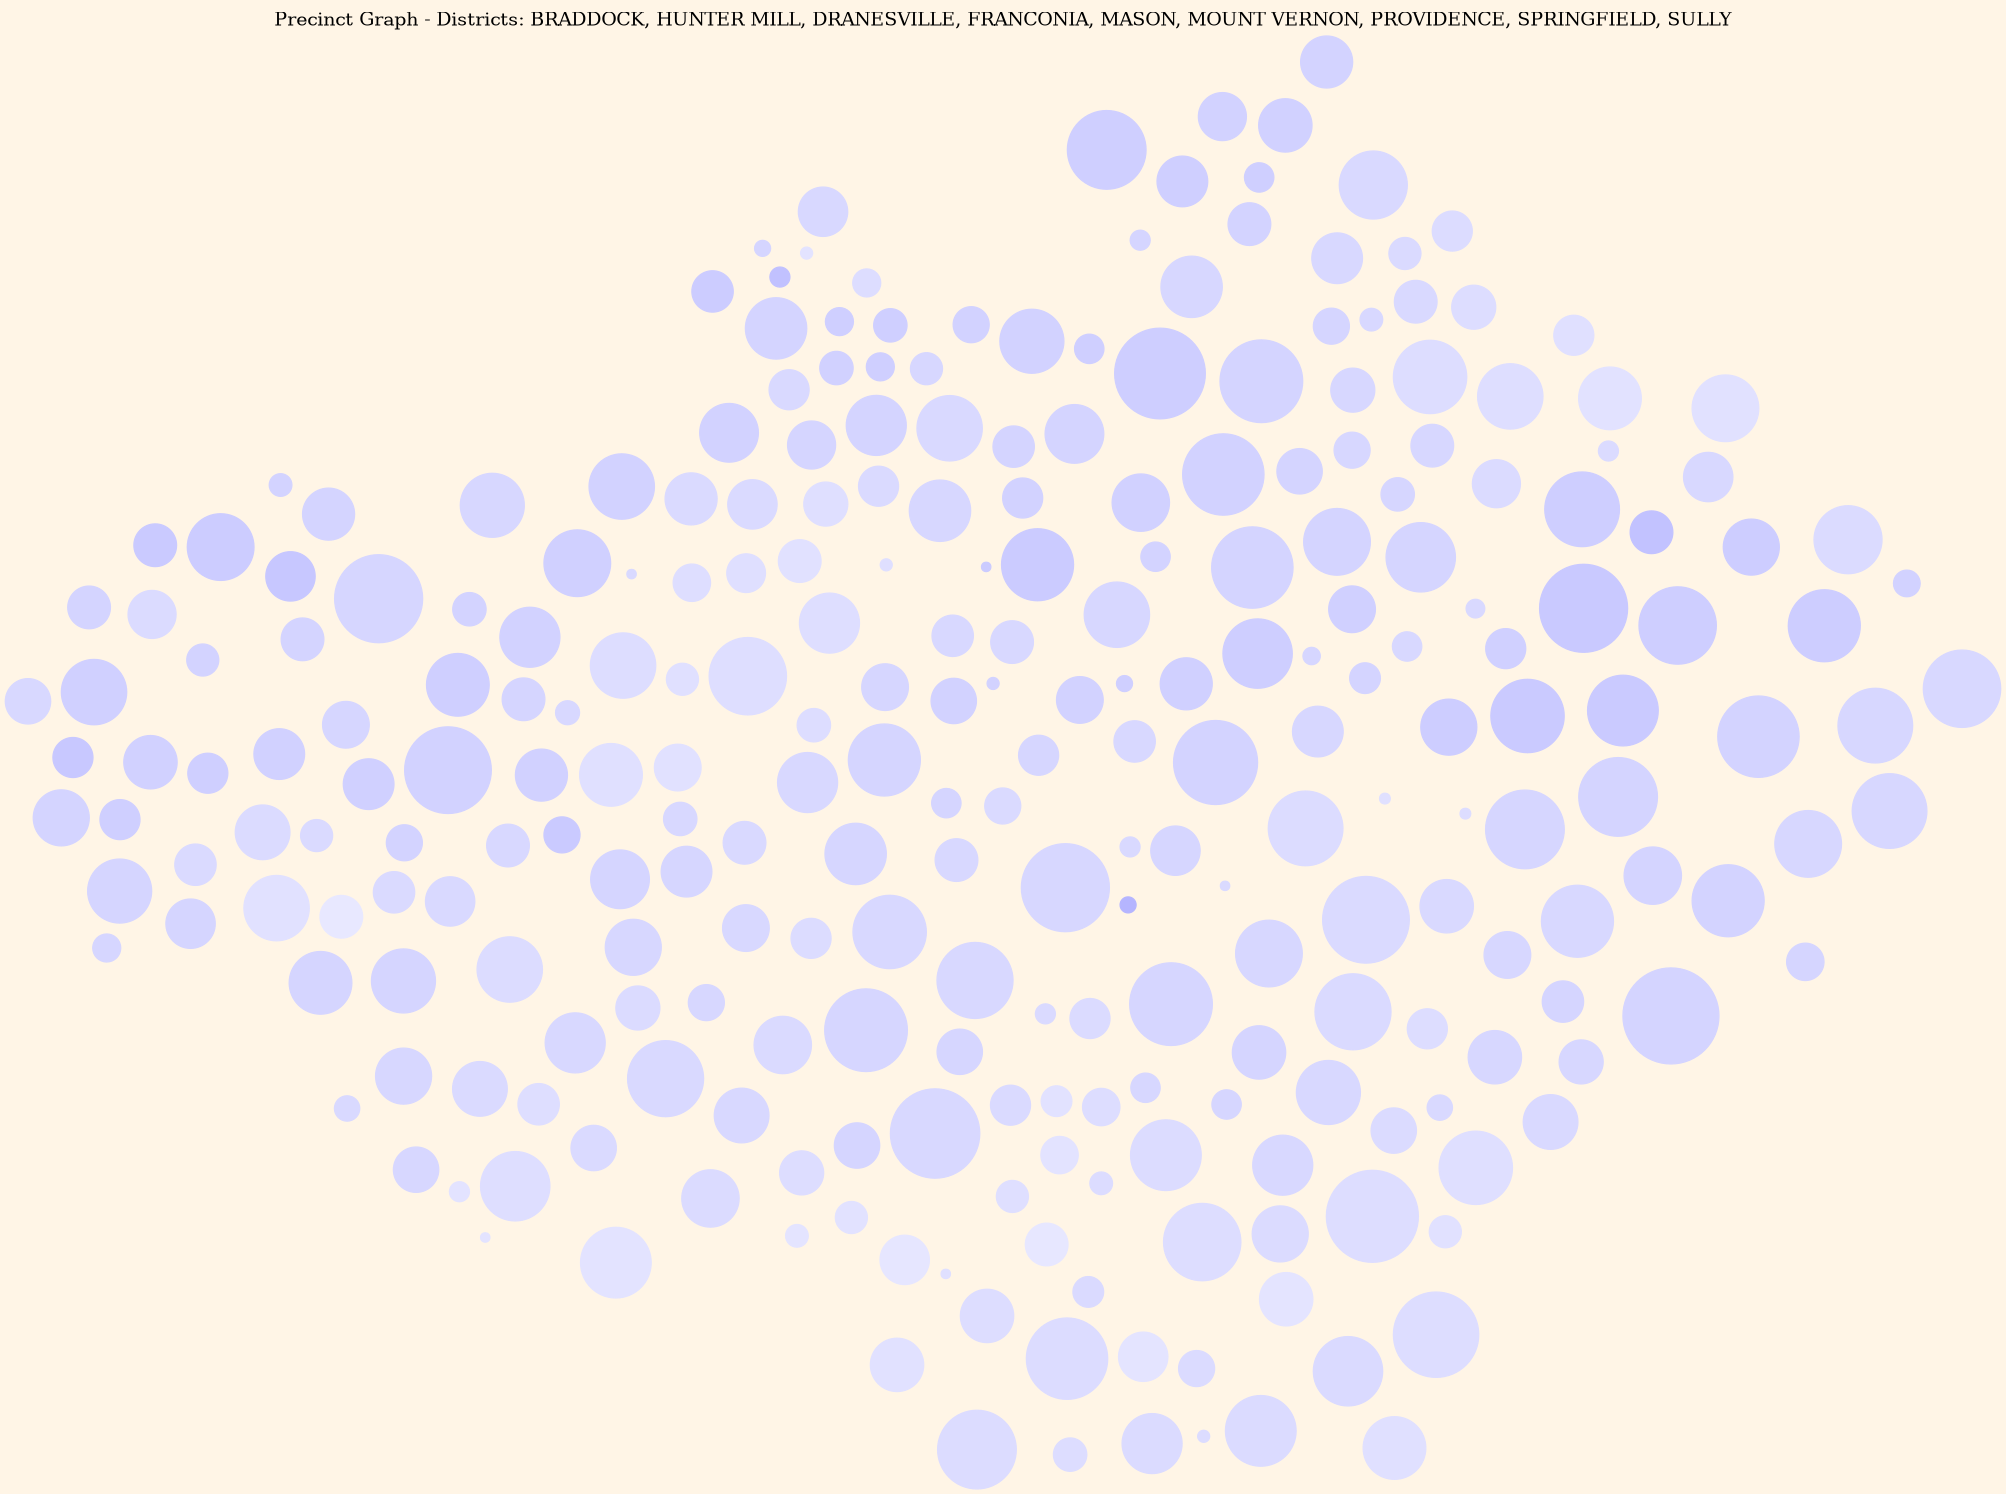 Precinct Graph - Districts: BRADDOCK, HUNTER MILL, DRANESVILLE, FRANCONIA, MASON, MOUNT VERNON, PROVIDENCE, SPRINGFIELD, SULLY